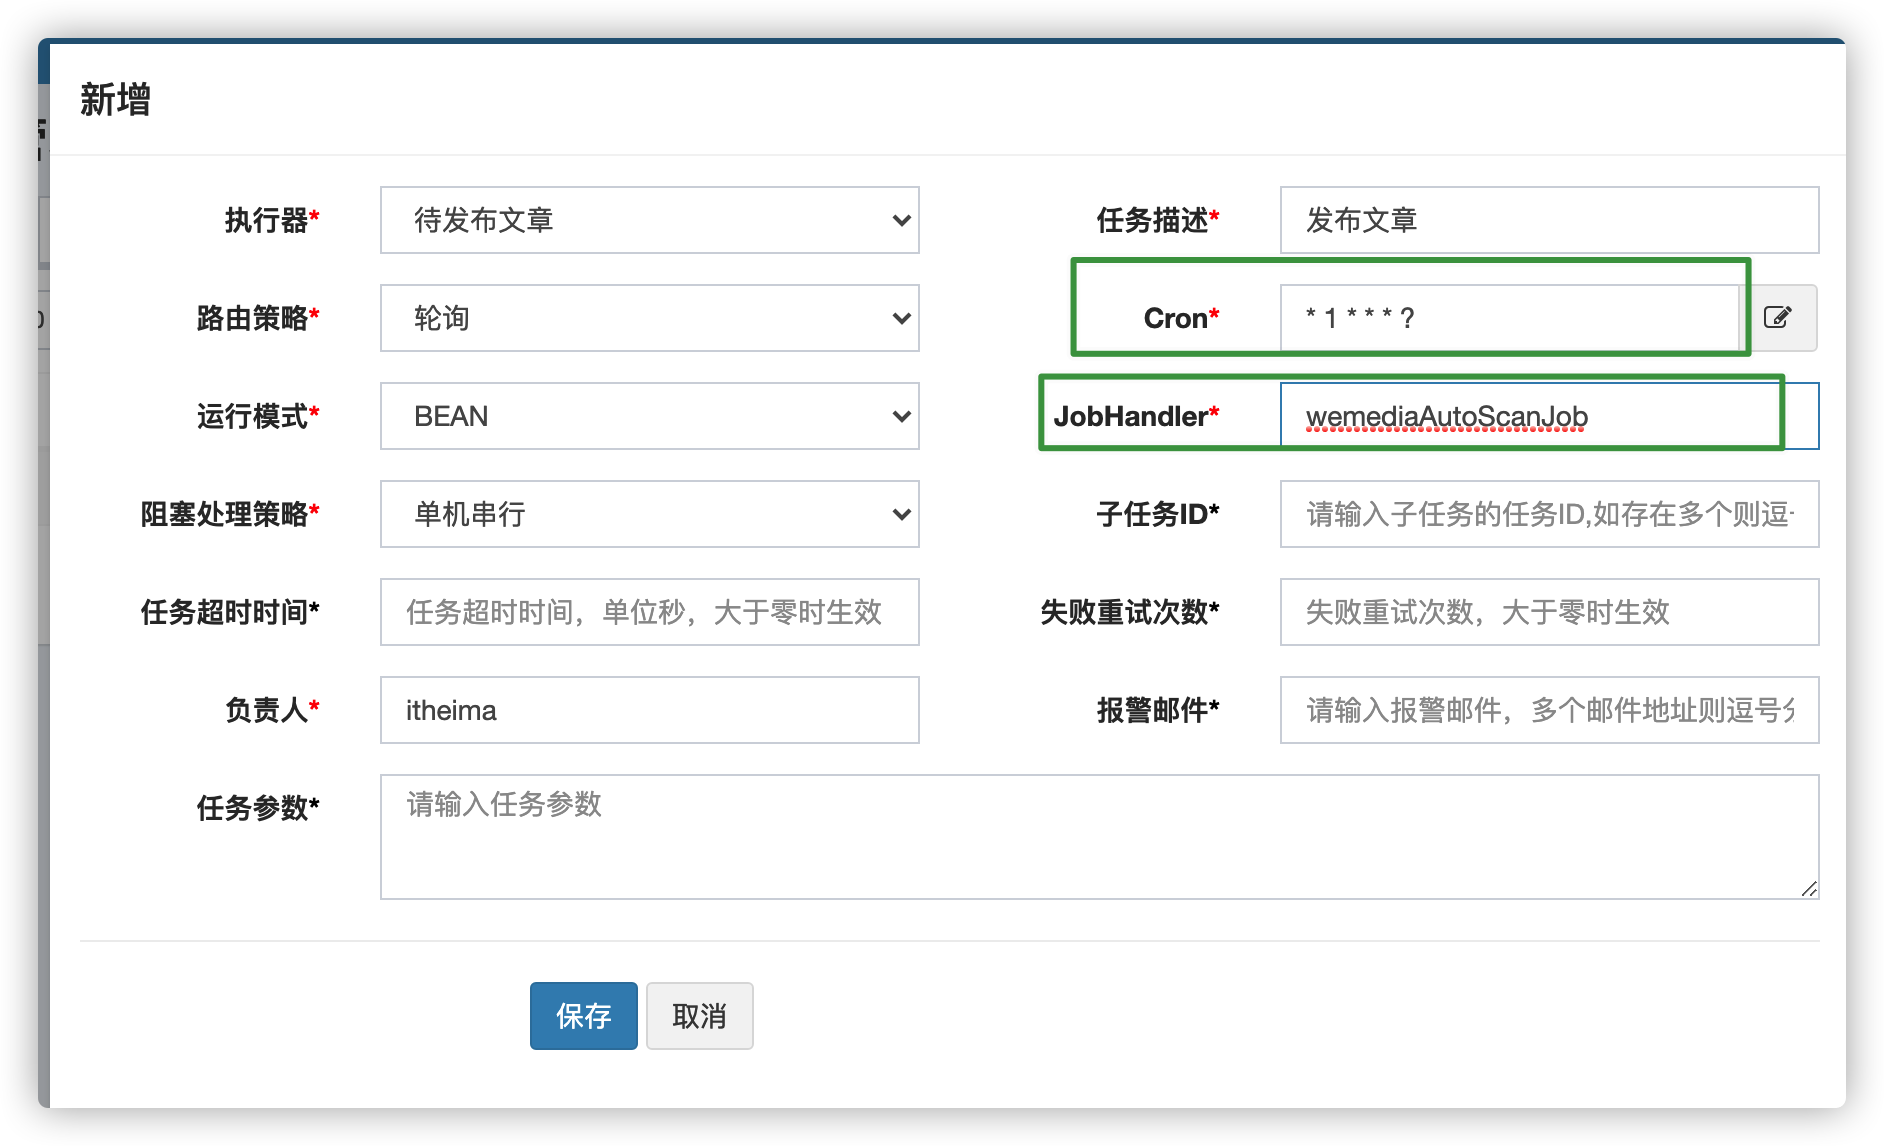 新增
执行器* 待发布文章 任务描述* 发布文章
路由策略* 轮询 Cron* * 1 * * * ?
运行模式* BEAN JobHandler* wemediaAutoScanJob
阻塞处理策略* 单机串行 子任务ID* 请输入子任务的任务ID,如存在多个则逗
任务超时时间* 任务超时时间，单位秒，大于零时生效 失败重试次数* 失败重试次数，大于零时生效
负责人* itheima 报警邮件* 请输入报警邮件，多个邮件地址则逗号分
任务参数* 请输入任务参数
保存 取消